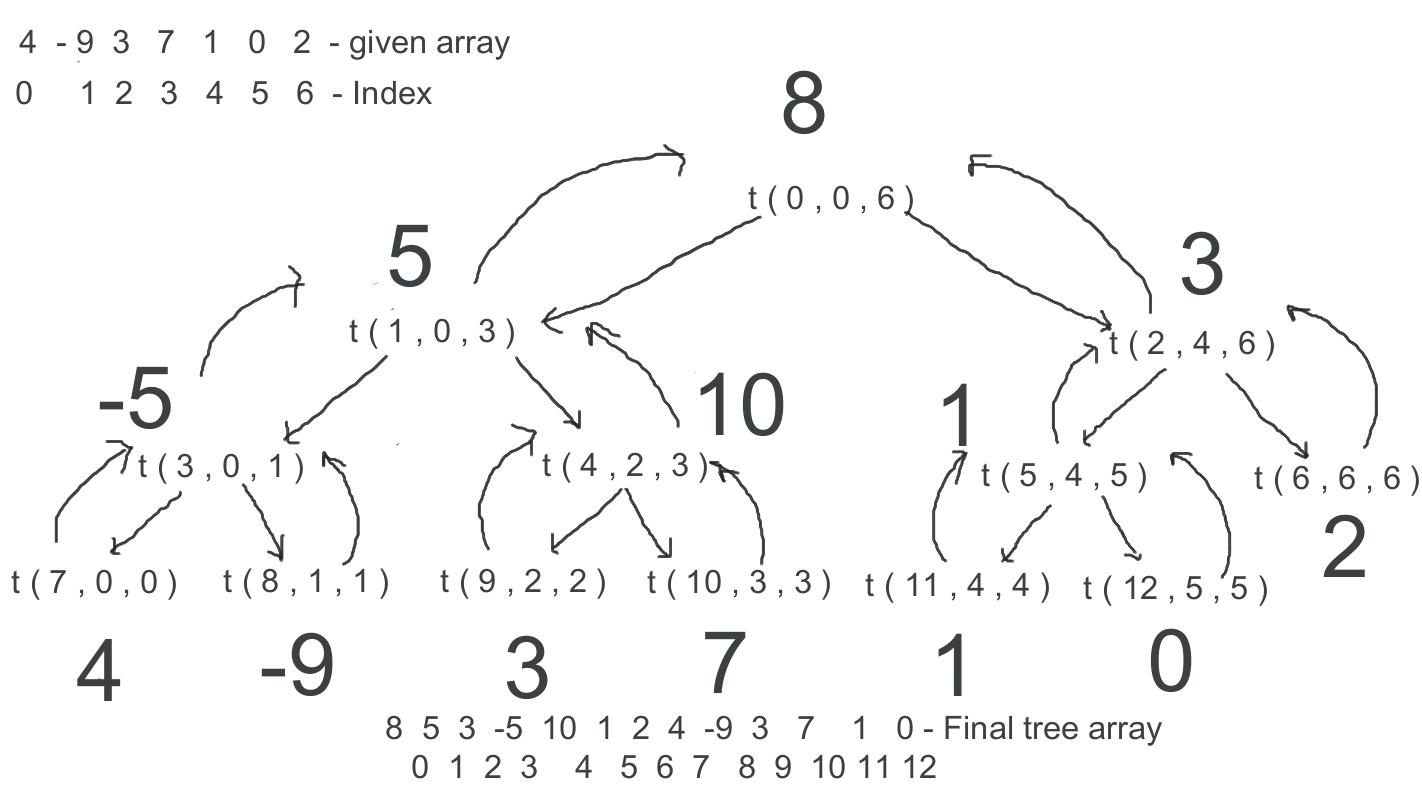 4 -9 3 7 1 0 2 - given array
0 1 2 3 4 5 6 - Index
8
t(0,0,6)
5 3
t(1,0,3) t(2,4,6)
-5 10 1
t(3,0,1) t(4,2,3) t(5,4,5) t(6,6,6)
2
t(7,0,0) t(8,1,1) t(9,2,2) t(10,3,3) t(11,4,4) t(12,5,5)
4 -9 3 7 1 0
8 5 3 -5 10 1 2 4 -9 3 7 1 0 - Final tree array
0 1 2 3 4 5 6 7 8 9 10 11 12